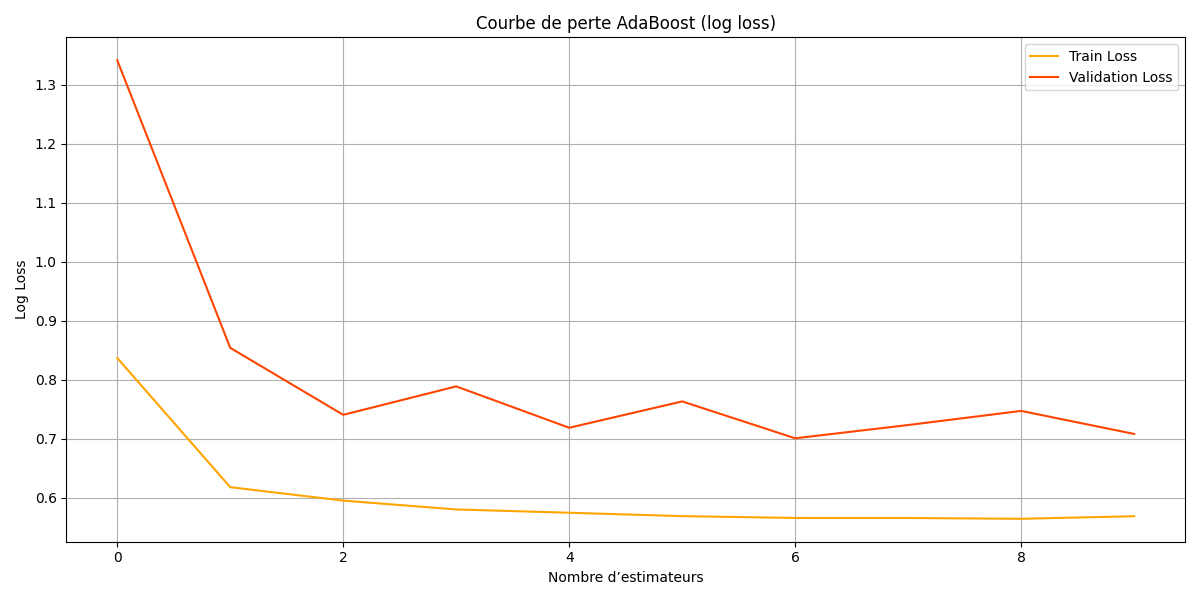 Courbe de perte AdaBoost (log loss)
Train Loss
Validation Loss
1.3
1.2
1.1
1.0
0.9
0.8
0.7
0.6
Log Loss
0 2 4 6 8
Nombre d’estimateurs